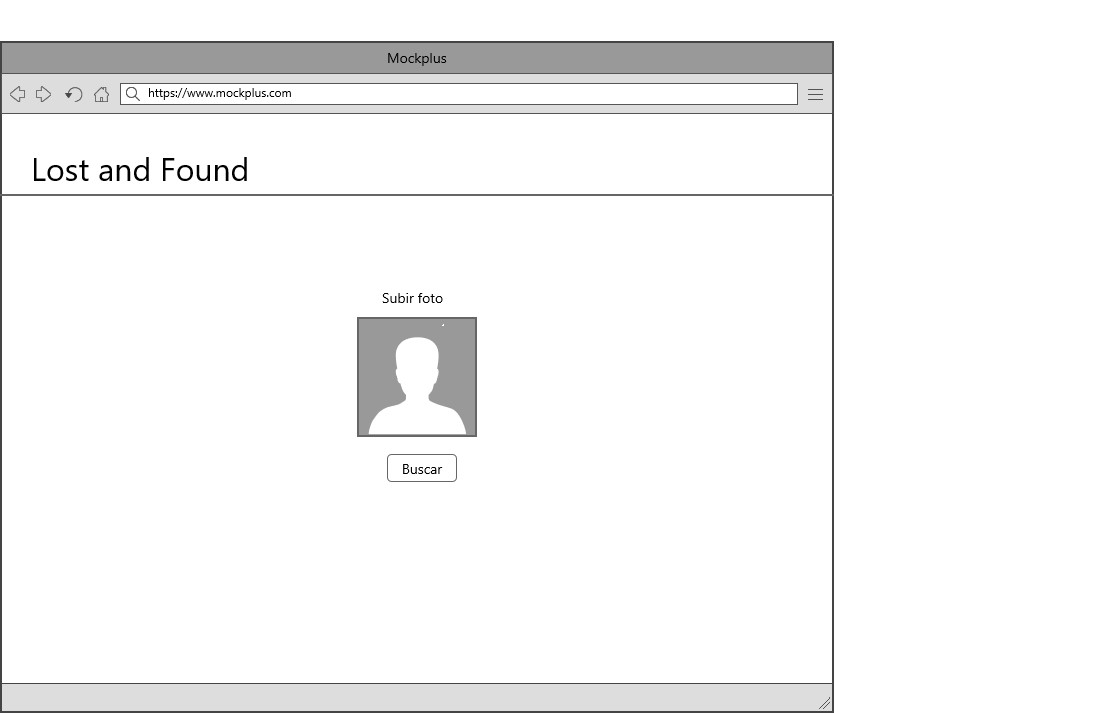 Mockplus
https://www.mockplus.com
Lost and Found
Subir foto
Buscar